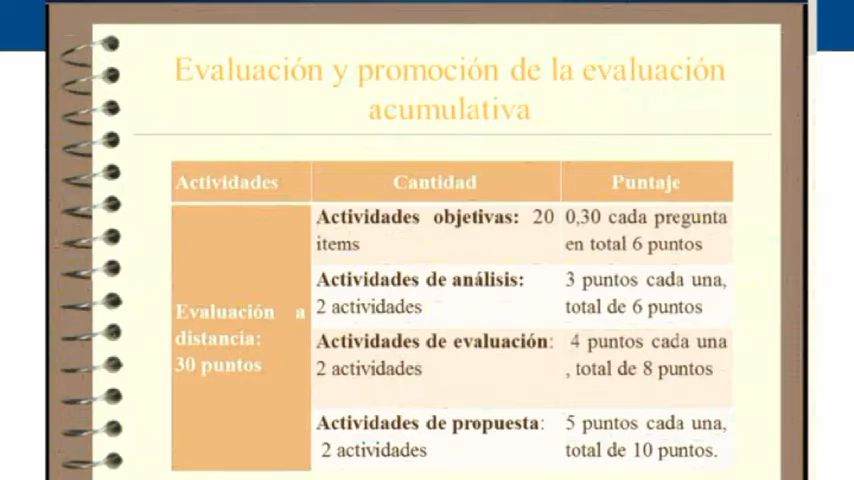 Evaluación y promoción de la evaluación
acumulativa
Actividades Cantidad Puntaje
Evaluación a
distancia:
30 puntos
Actividades objetivas: 20
items
0,30 cada pregunta
en total 6 puntos
Actividades de análisis:
2 actividades
3 puntos cada una,
total de 6 puntos
Actividades de evaluación:
2 actividades
4 puntos cada una
, total de 8 puntos
Actividades de propuesta:
2 actividades
5 puntos cada una,
total de 10 puntos.